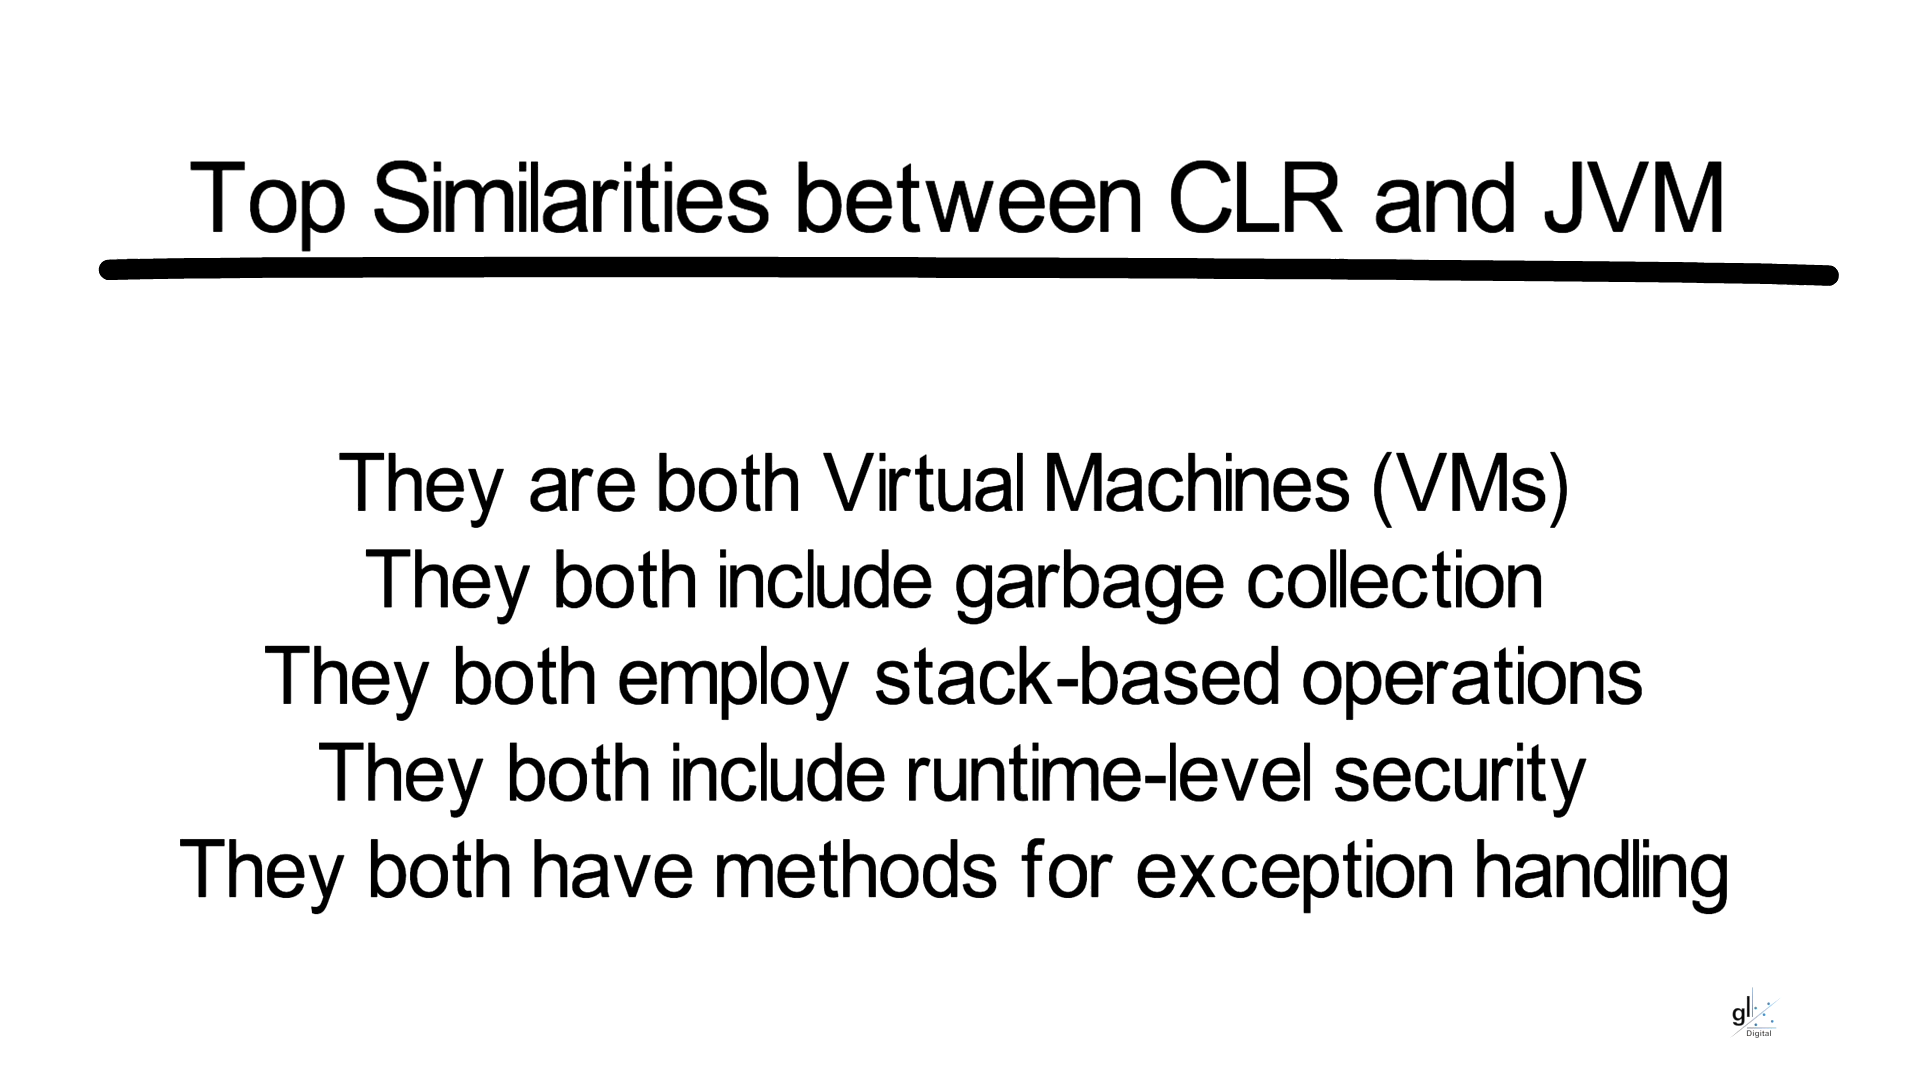 Top Similarities between CLR and JVM
They are both Virtual Machines (VMs)
They both include garbage collection
They both employ stack-based operations
They both include runtime-level security
They both have methods for exception handling
gl
Digital